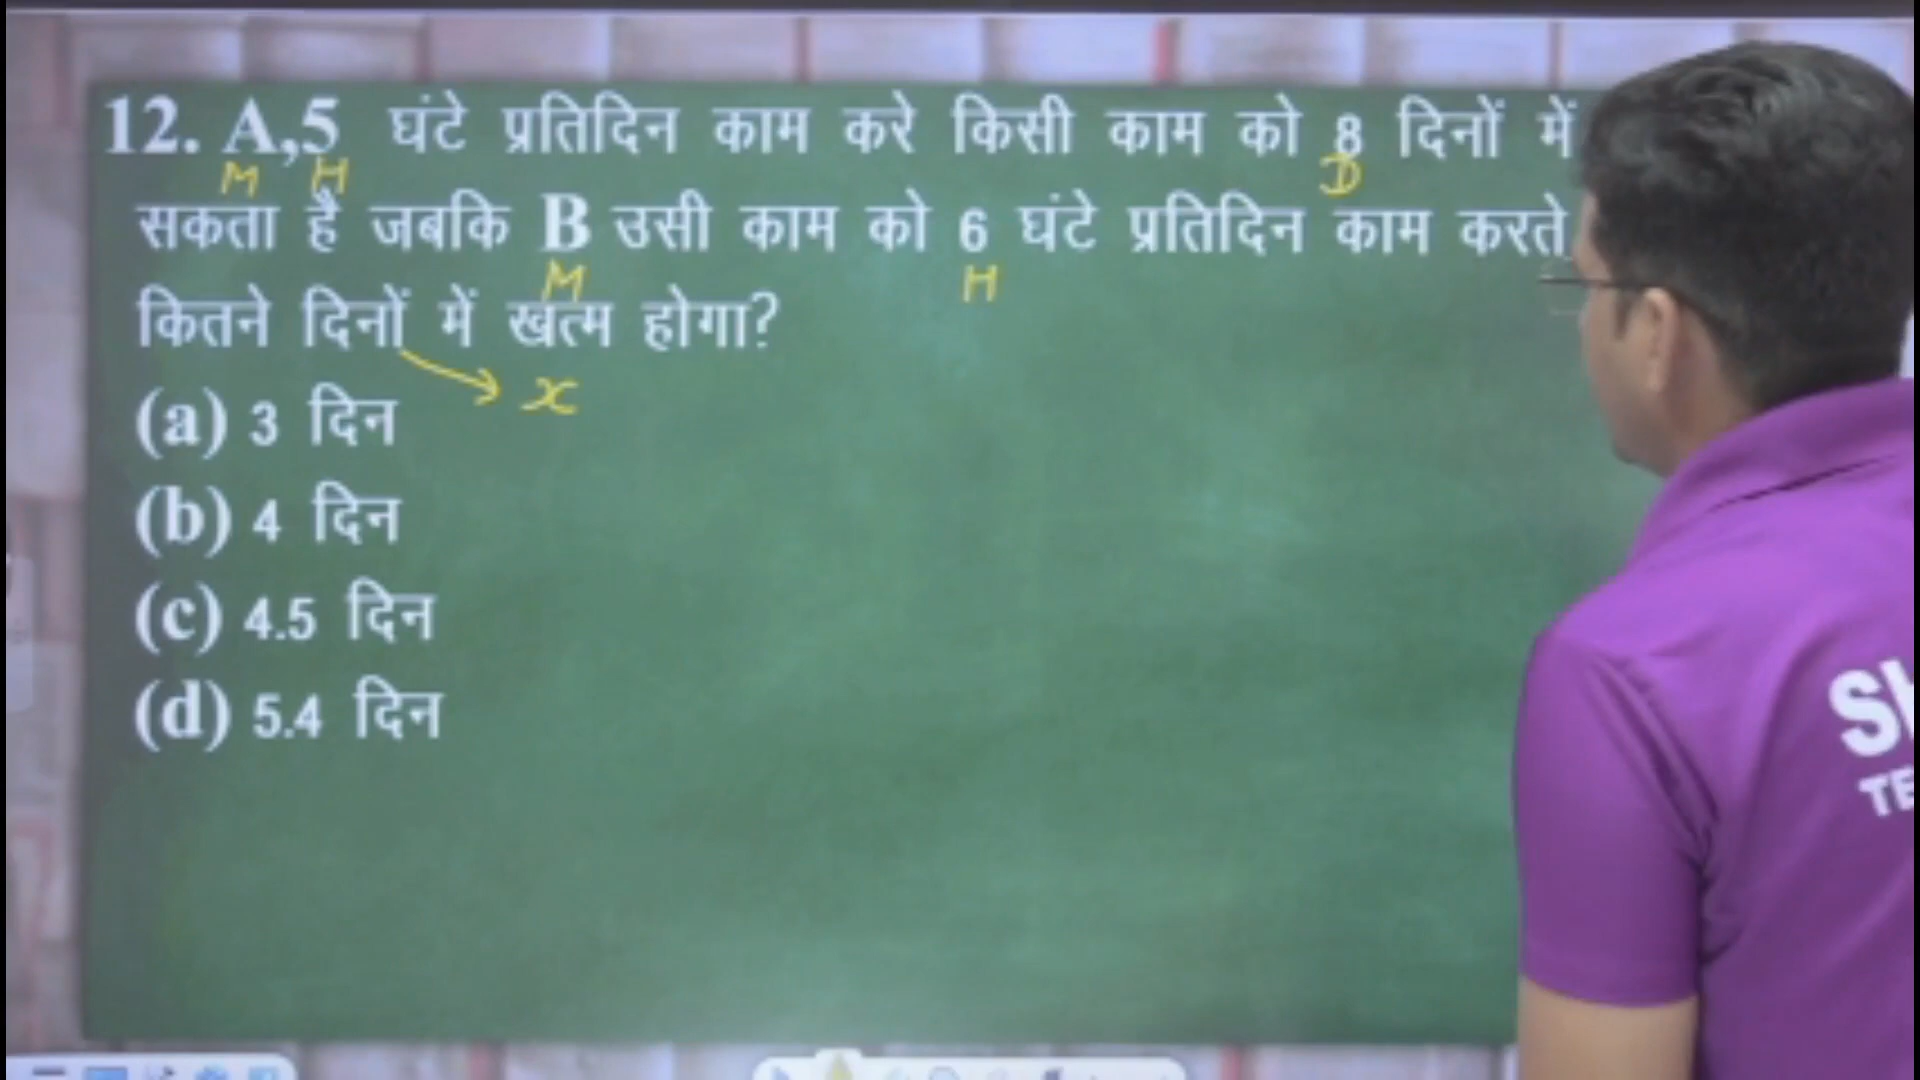 12. A,5 घंटे प्रतिदिन काम करे किसी काम को 8 दिनों में
M H D
सकता है जबकि B उसी काम को 6 घंटे प्रतिदिन काम करते
M H
कितने दिनों में खत्म होगा?
x
(a) 3 दिन
(b) 4 दिन
(c) 4.5 दिन
(d) 5.4 दिन